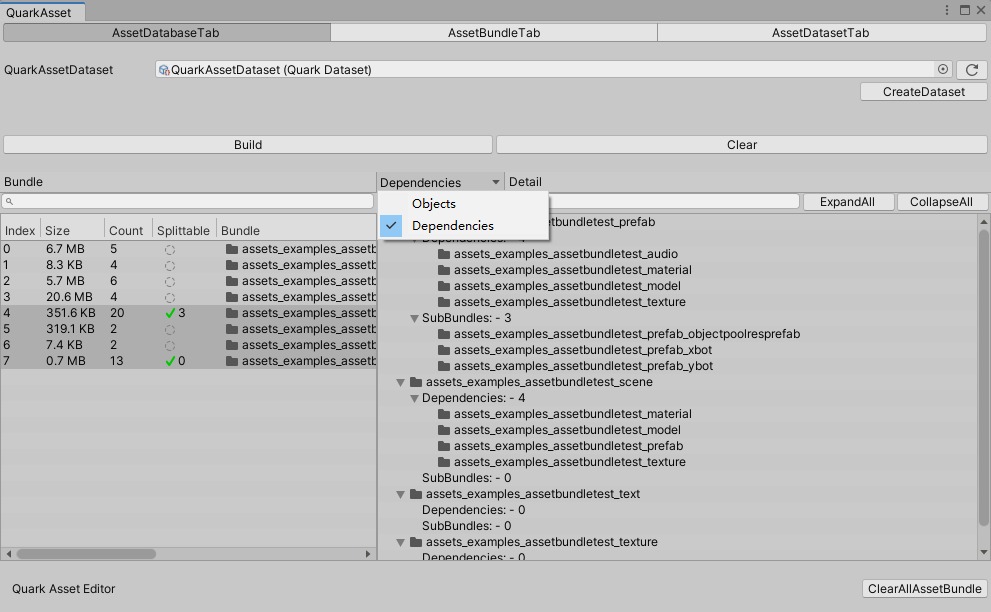 QuarkAsset
AssetDatabaseTab AssetBundleTab AssetDatasetTab
QuarkAssetDataset QuarkAssetDataset (Quark Dataset)
CreateDataset
Build Clear
Bundle Dependencies Detail
Objects
Dependencies
ExpandAll CollapseAll
Index Size Count Splittable Bundle
0 6.7 MB 5 assets_examples_assetb
1 8.3 KB 4 assets_examples_assetb
2 5.7 MB 6 assets_examples_assetb
3 20.6 MB 4 assets_examples_assetb
4 351.6 KB 20 3 assets_examples_assetb
5 319.1 KB 2 assets_examples_assetb
6 7.4 KB 2 assets_examples_assetb
7 0.7 MB 13 0 assets_examples_assetb
setbundletest_prefab
Dependencies: - 4
assets_examples_assetbundletest_audio
assets_examples_assetbundletest_material
assets_examples_assetbundletest_model
assets_examples_assetbundletest_texture
SubBundles: - 3
assets_examples_assetbundletest_prefab_objectpoolresprefab
assets_examples_assetbundletest_prefab_xbot
assets_examples_assetbundletest_prefab_ybot
assets_examples_assetbundletest_scene
Dependencies: - 4
assets_examples_assetbundletest_material
assets_examples_assetbundletest_model
assets_examples_assetbundletest_prefab
assets_examples_assetbundletest_texture
SubBundles: - 0
assets_examples_assetbundletest_text
Dependencies: - 0
SubBundles: - 0
assets_examples_assetbundletest_texture
Dependencies: - 0
Quark Asset Editor ClearAllAssetBundle